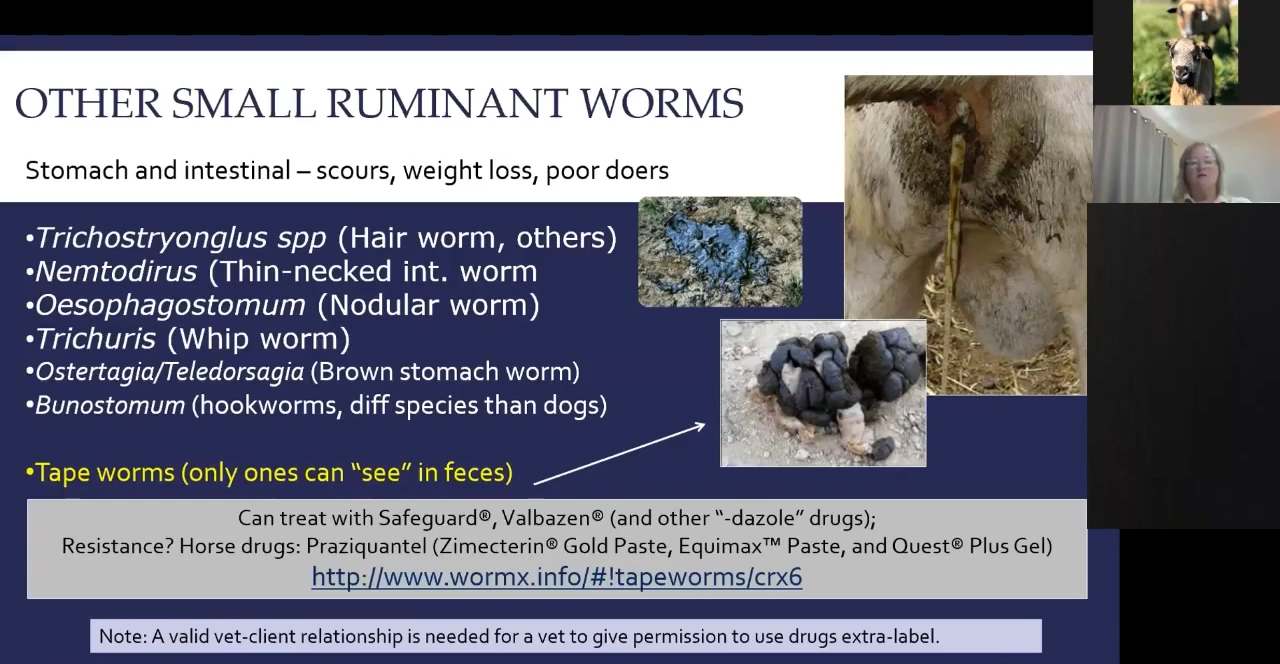 OTHER SMALL RUMINANT WORMS
Stomach and intestinal – scours, weight loss, poor doers
•Trichostryonglus spp (Hair worm, others)
•Nemtodirus (Thin-necked int. worm
•Oesophagostomum (Nodular worm)
•Trichuris (Whip worm)
•Ostertagia/Teledorsagia (Brown stomach worm)
•Bunostomum (hookworms, diff species than dogs)
•Tape worms (only ones can “see” in feces)
Can treat with Safeguard®, Valbazen® (and other “-dazole” drugs);
Resistance? Horse drugs: Praziquantel (Zimecterin® Gold Paste, Equimax™ Paste, and Quest® Plus Gel)
http://www.wormx.info/#!tapeworms/crx6
Note: A valid vet-client relationship is needed for a vet to give permission to use drugs extra-label.